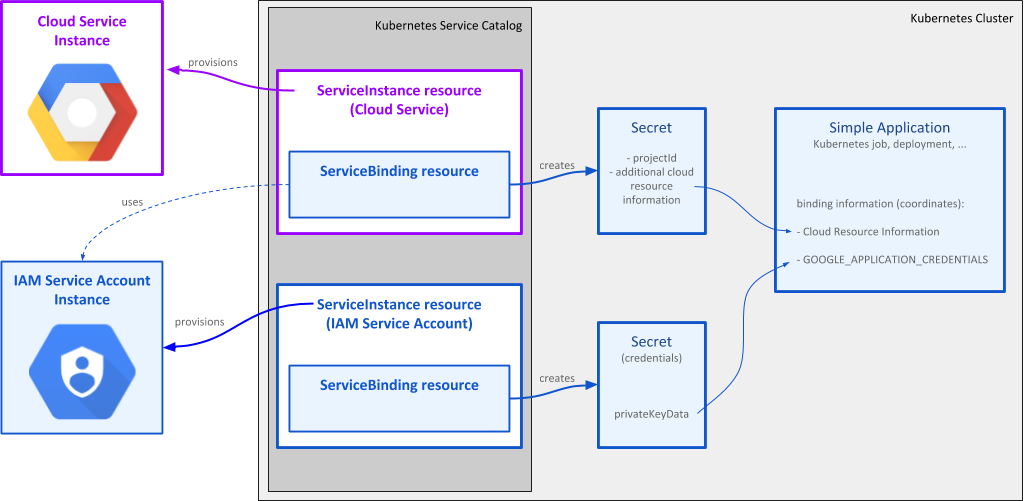 Cloud Service
Instance
Kubernetes Service Catalog
Kubernetes Cluster
provisions
ServiceInstance resource
(Cloud Service)
ServiceBinding resource
creates
Secret
- projectId
- additional cloud
resource
information
Simple Application
Kubernetes job, deployment, ...
binding information (coordinates):
- Cloud Resource Information
- GOOGLE_APPLICATION_CREDENTIALS
uses
IAM Service Account
Instance
provisions
ServiceInstance resource
(IAM Service Account)
ServiceBinding resource
creates
Secret
(credentials)
privateKeyData